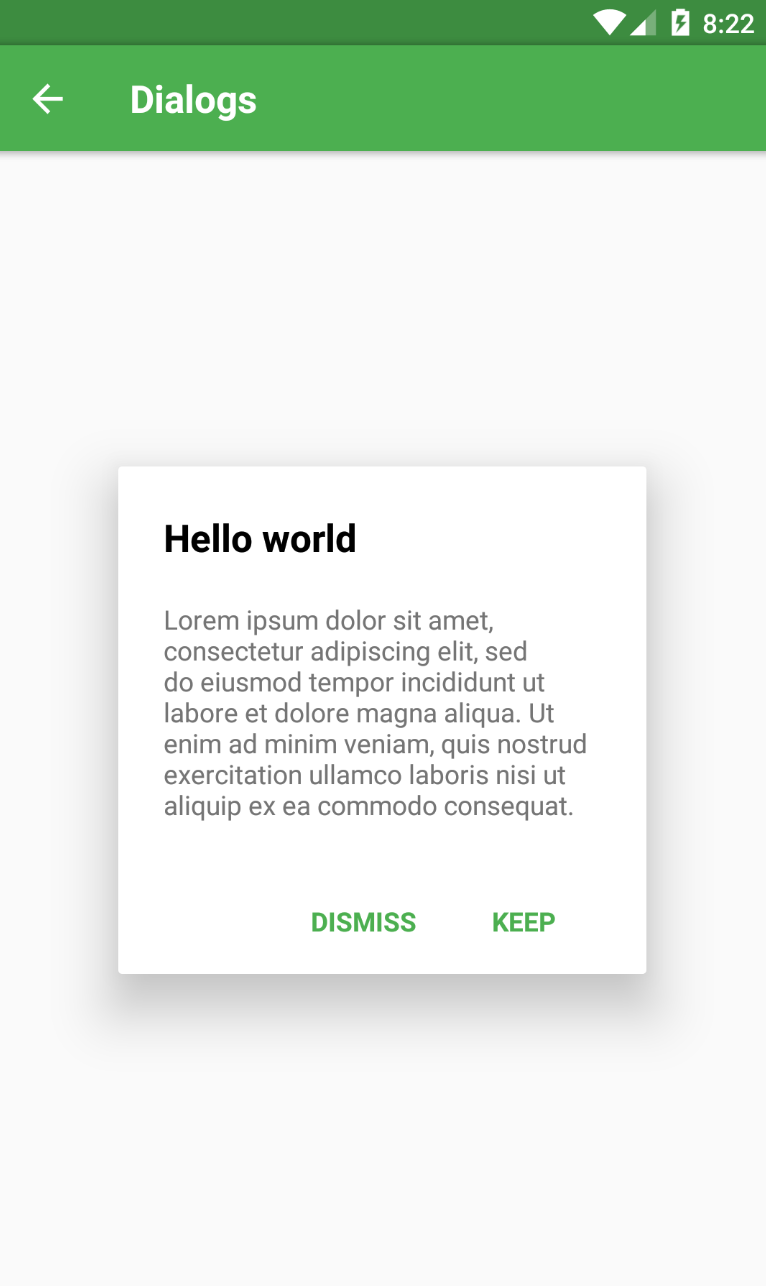 8:22
Dialogs
Hello world
Lorem ipsum dolor sit amet,
consectetur adipiscing elit, sed
do eiusmod tempor incididunt ut
labore et dolore magna aliqua. Ut
enim ad minim veniam, quis nostrud
exercitation ullamco laboris nisi ut
aliquip ex ea commodo consequat.
DISMISS KEEP